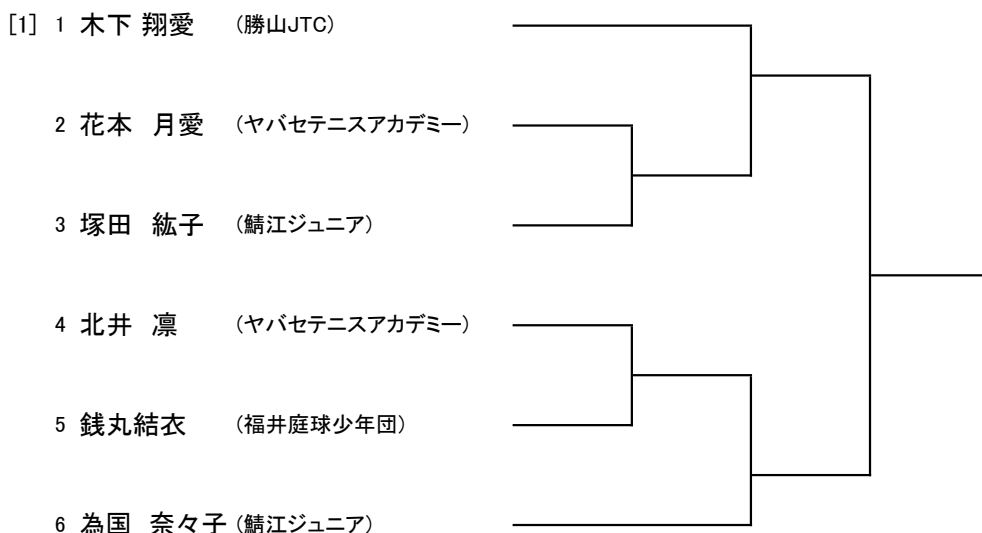 [1] 1 木下 翔愛 (勝山JTC)
2 花本 月愛 (ヤバセテニスアカデミー)
3 塚田 紘子 (鯖江ジュニア)
4 北井 凛 (ヤバセテニスアカデミー)
5 銭丸結衣 (福井庭球少年団)
6 為国 奈々子 (鯖江ジュニア)